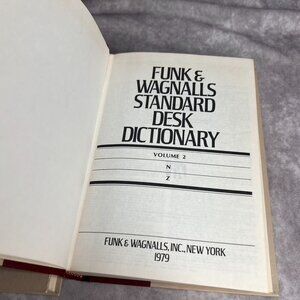 FUNK &
WAGNALLS
STANDARD
DESK
DICTIONARY
VOLUME 2
N
Z
FUNK & WAGNALLS, INC., NEW YORK
1979